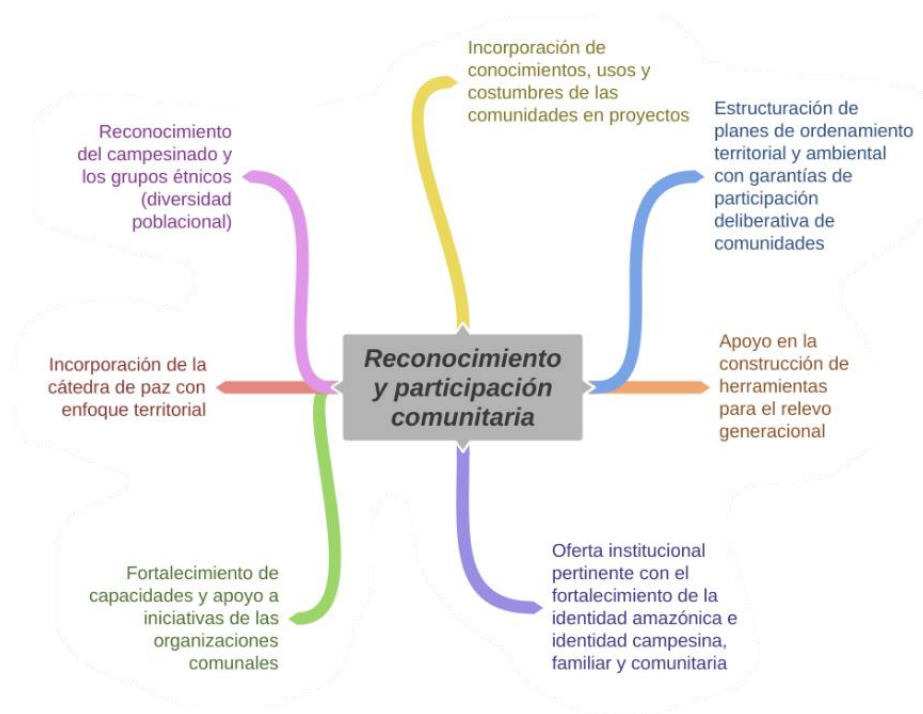 Incorporación de
conocimientos, usos y
costumbres de las
comunidades en proyectos
Estructuración de
planes de ordenamiento
territorial y ambiental
con garantías de
participación
deliberativa de
comunidades
Reconocimiento
del campesinado y
los grupos étnicos
(diversidad
poblacional)
Reconocimiento
y participación
comunitaria
Apoyo en la
construcción de
herramientas
para el relevo
generacional
Incorporación de la
cátedra de paz con
enfoque territorial
Oferta institucional
pertinente con el
fortalecimiento de la
identidad amazónica e
identidad campesina,
familiar y comunitaria
Fortalecimiento de
capacidades y apoyo a
iniciativas de las
organizaciones
comunales